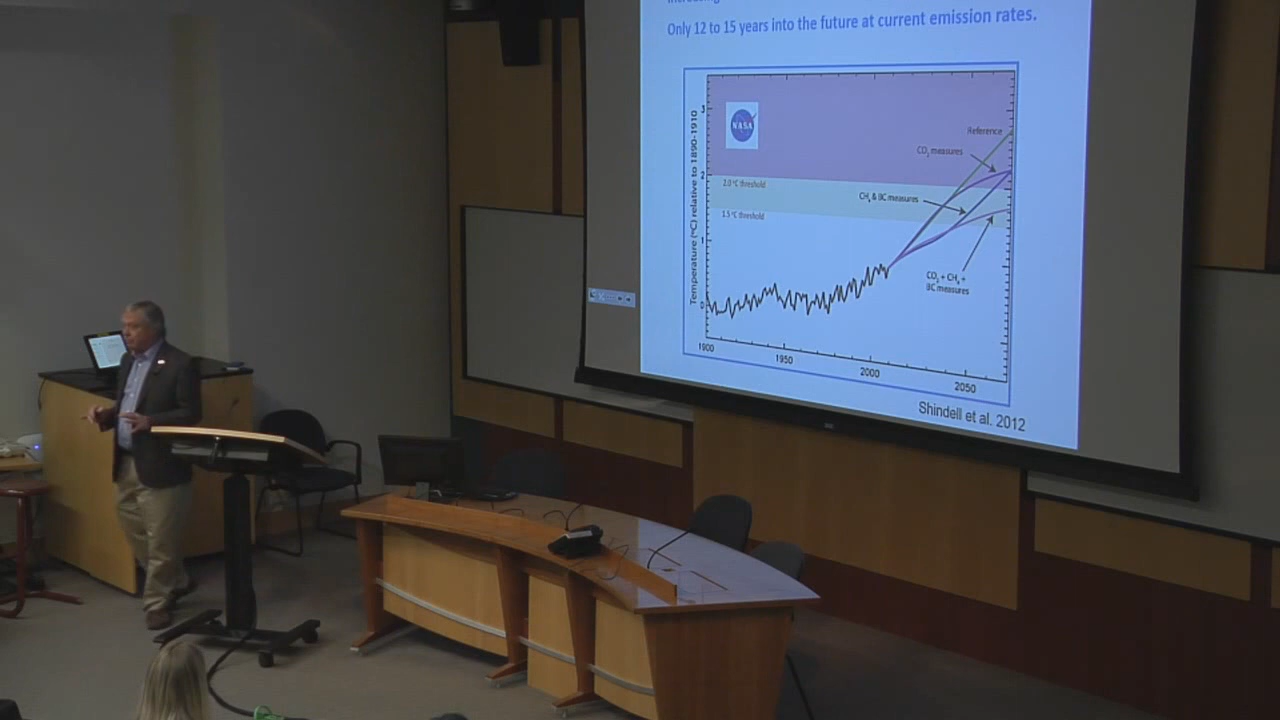 Only 12 to 15 years into the future at current emission rates.
Temperature (°C) relative to 1890-1910
3
2
1
0
NASA
Reference
CO2 measures
2.0 °C threshold
CH4 & BC measures
1.5 °C threshold
CO2 + CH4 +
BC measures
1900
1950
2000
2050
Shindell et al. 2012